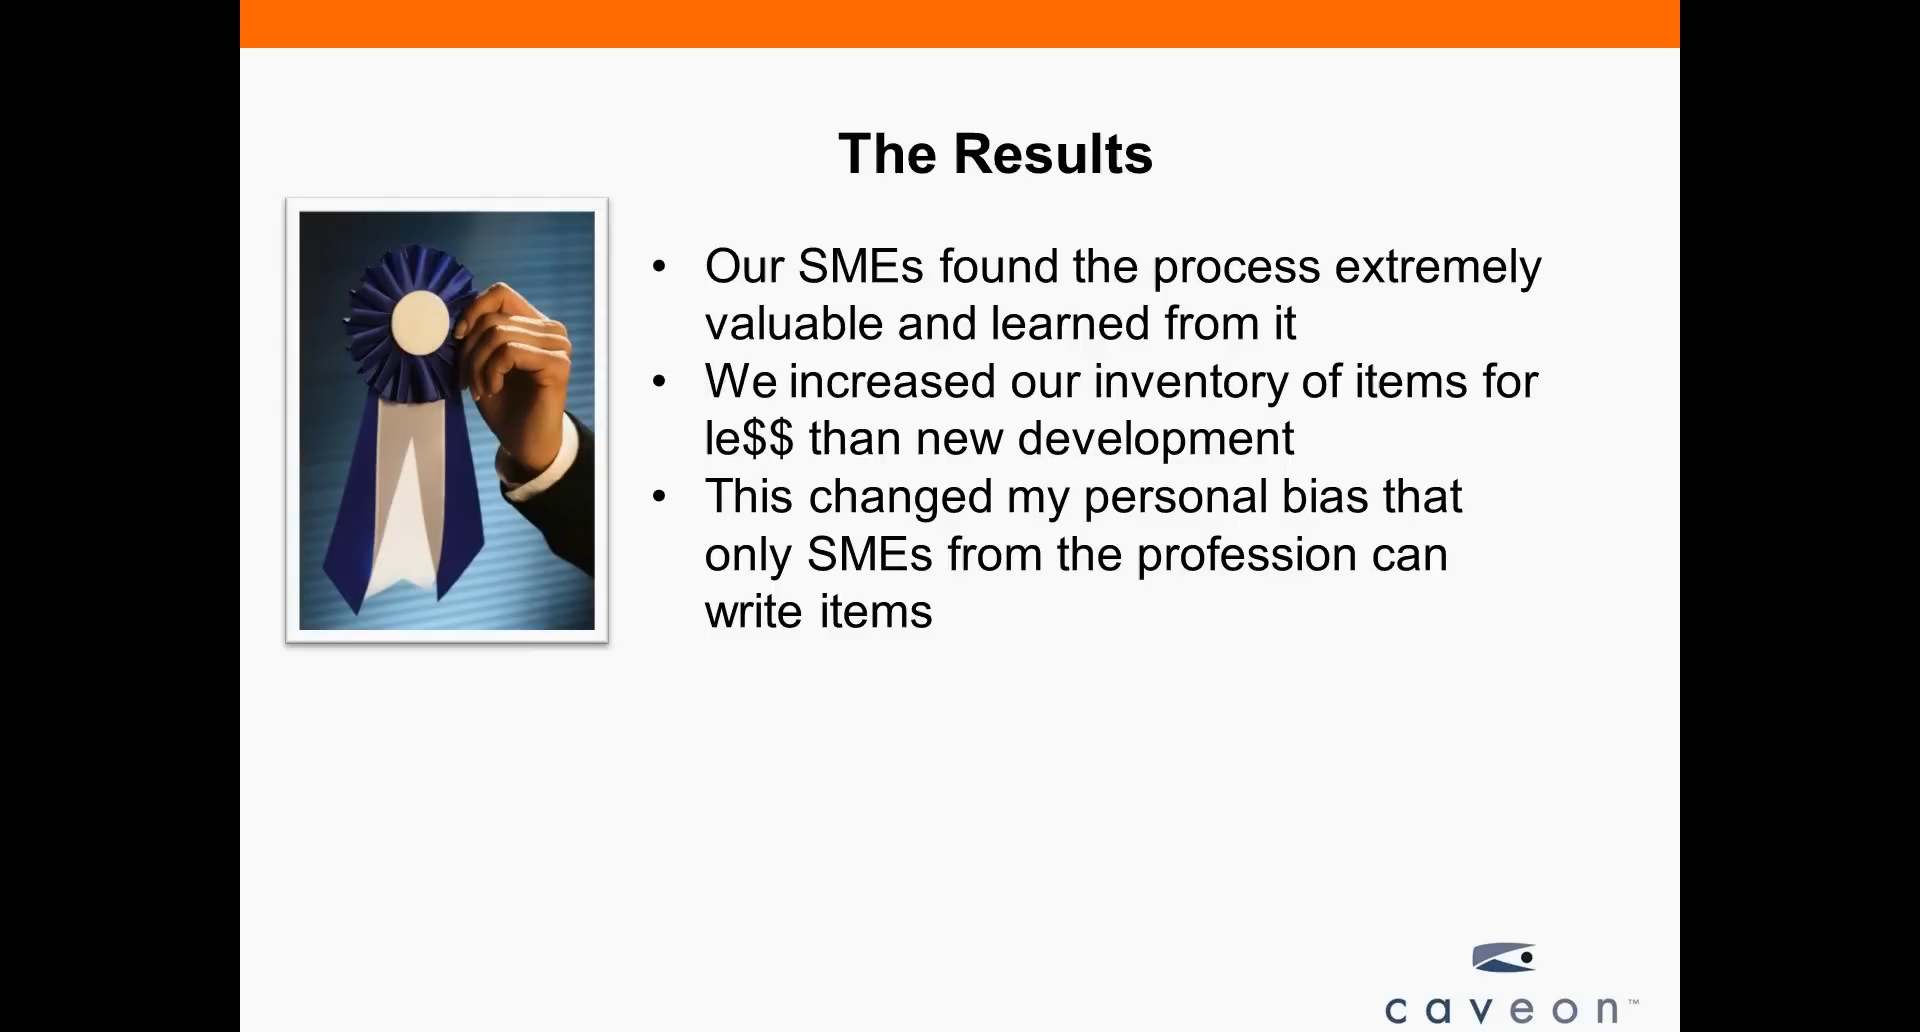 The Results
• Our SMEs found the process extremely
valuable and learned from it
• We increased our inventory of items for
le$$ than new development
• This changed my personal bias that
only SMEs from the profession can
write items
caveon™